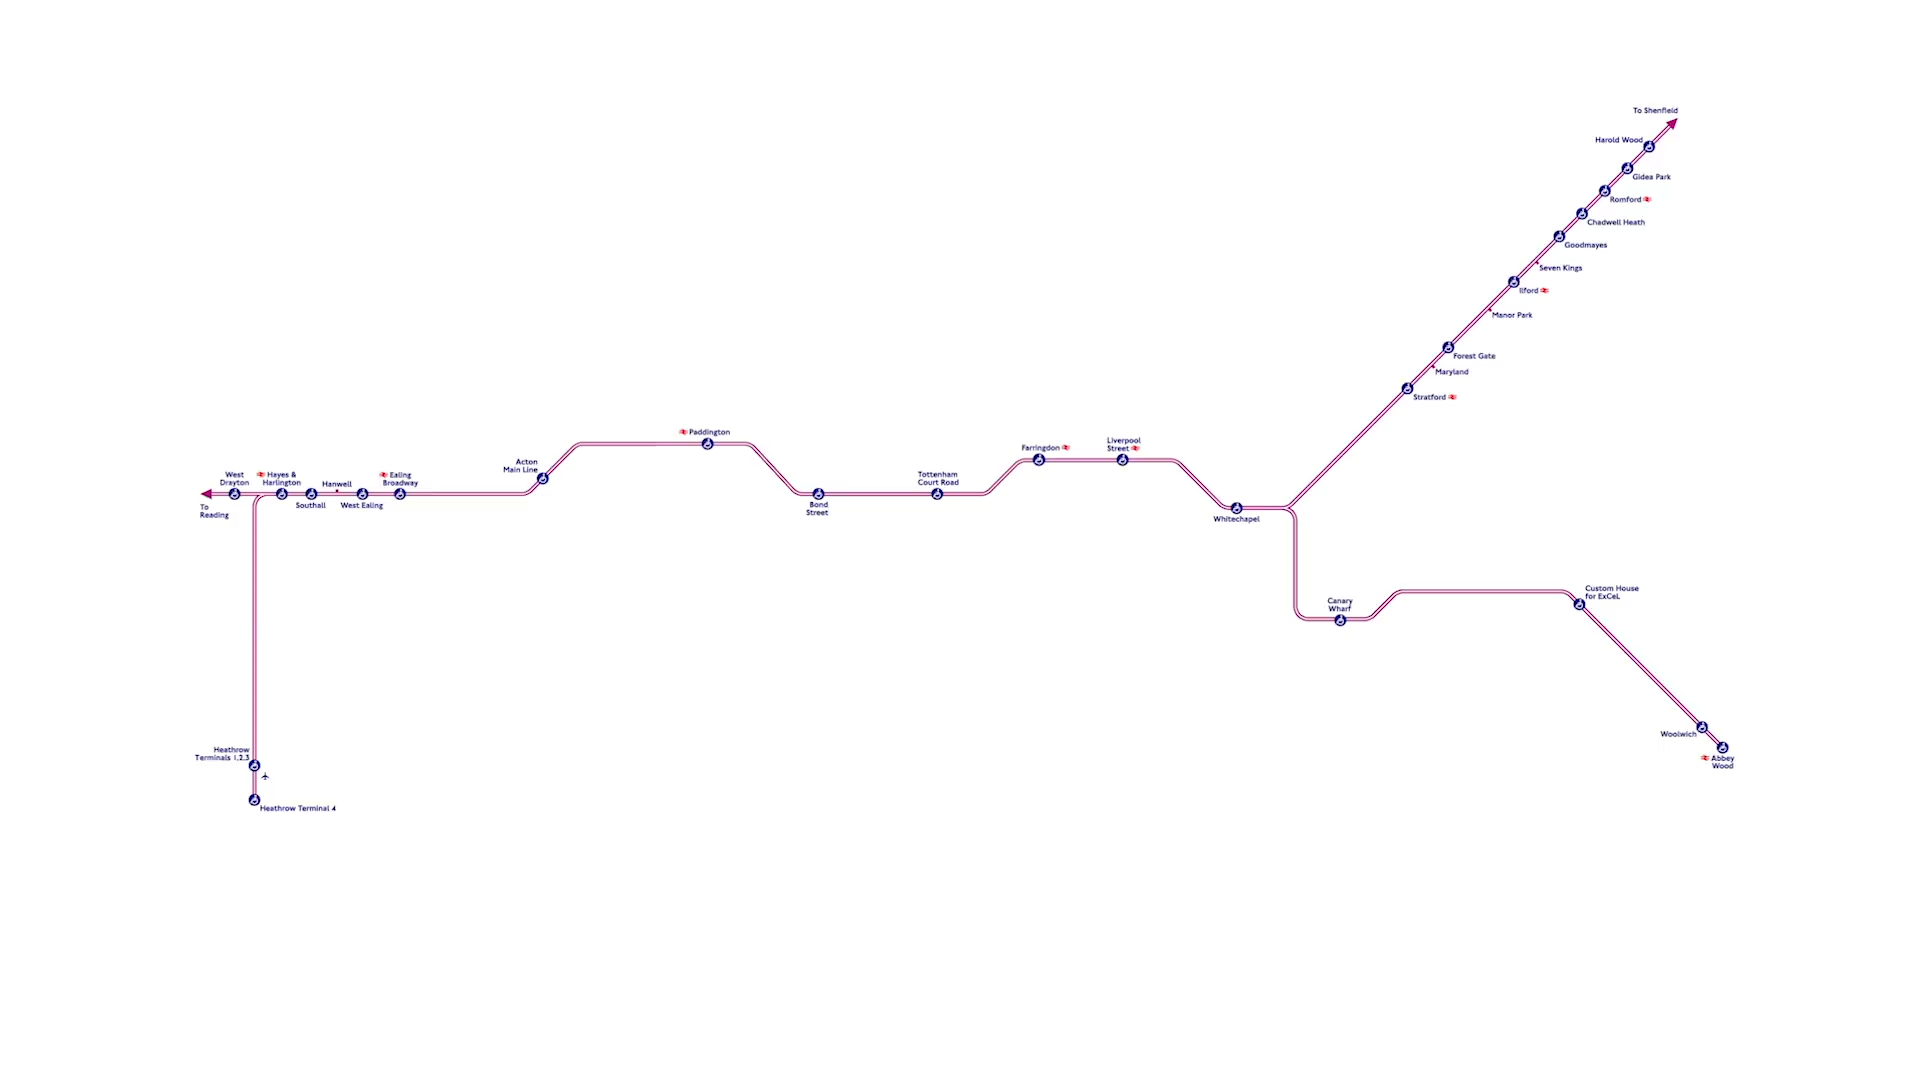 To Shenfield
Harold Wood
Gidea Park
Romford
Chadwell Heath
Goodmayes
Seven Kings
Ilford
Manor Park
Forest Gate
Maryland
Stratford
West
Drayton
Hayes &
Harlington
Southall
Hanwell
West Ealing
Ealing
Broadway
To
Reading
Acton
Main Line
Paddington
Bond
Street
Tottenham
Court Road
Farringdon
Liverpool
Street
Whitechapel
Canary
Wharf
Custom House
for ExCeL
Woolwich
Abbey
Wood
Heathrow
Terminals 1,2,3
Heathrow Terminal 4